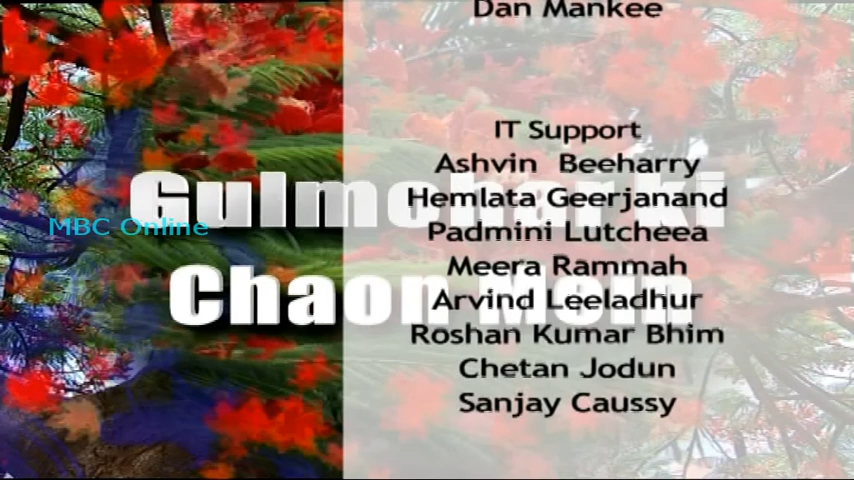 Dan Mankee
IT Support
Ashvin Beeharry
Hemlata Geerjanand
Padmini Lutcheea
Meera Rammah
Arvind Leeladhur
Roshan Kumar Bhim
Chetan Jodun
Sanjay Caussy
Gulmohar Ki
Chaon Mein
MBC Online